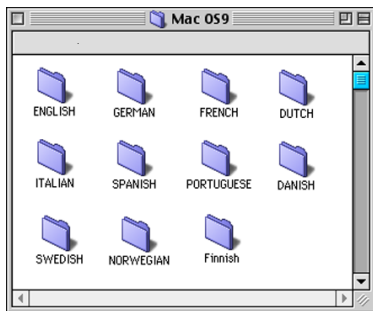 Mac OS9
ENGLISH GERMAN FRENCH DUTCH
ITALIAN SPANISH PORTUGUESE DANISH
SWEDISH NORWEGIAN Finnish